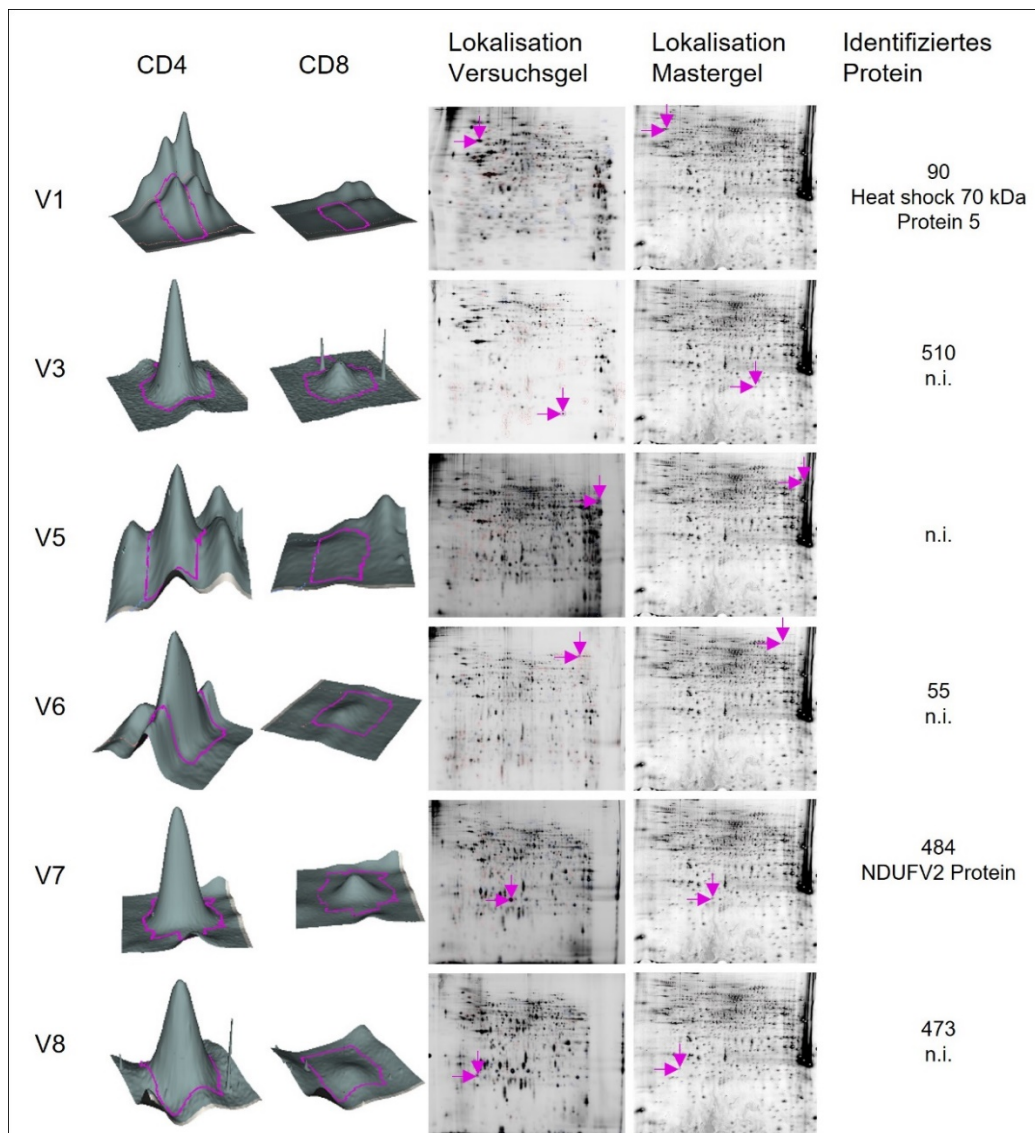 CD4
CD8
Lokalisation
Versuchsgel
Lokalisation
Mastergel
Identifiziertes
Protein
V1
90
Heat shock 70 kDa
Protein 5
V3
510
n.i.
V5
n.i.
V6
55
n.i.
V7
484
NDUFV2 Protein
V8
473
n.i.